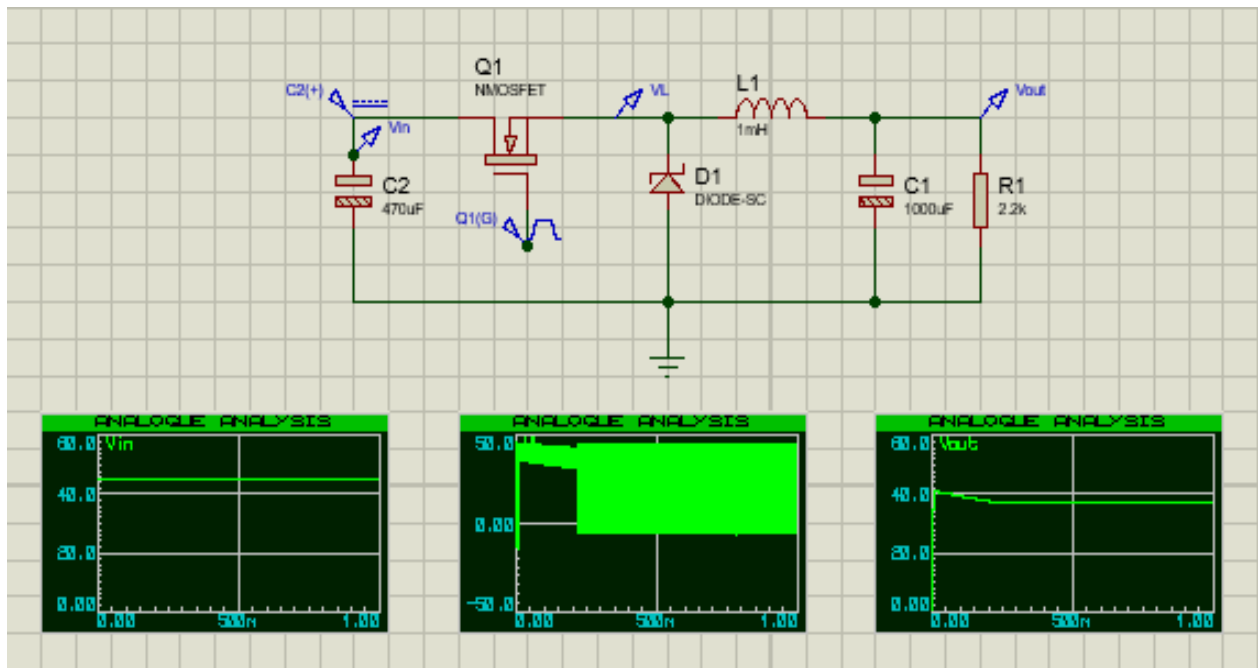 Q1
NMOSFET
C2(+)
Vin
VL
L1
1mH
Vout
C2
470uF
Q1(G)
D1
DIODE-SC
C1
1000uF
R1
2.2k
ANALOGUE ANALYSIS
60.0
Vin
40.0
20.0
0.00
0.00
500m
1.00
ANALOGUE ANALYSIS
50.0
0.00
-50.0
0.00
500m
1.00
ANALOGUE ANALYSIS
60.0
Vout
40.0
20.0
0.00
0.00
500m
1.00